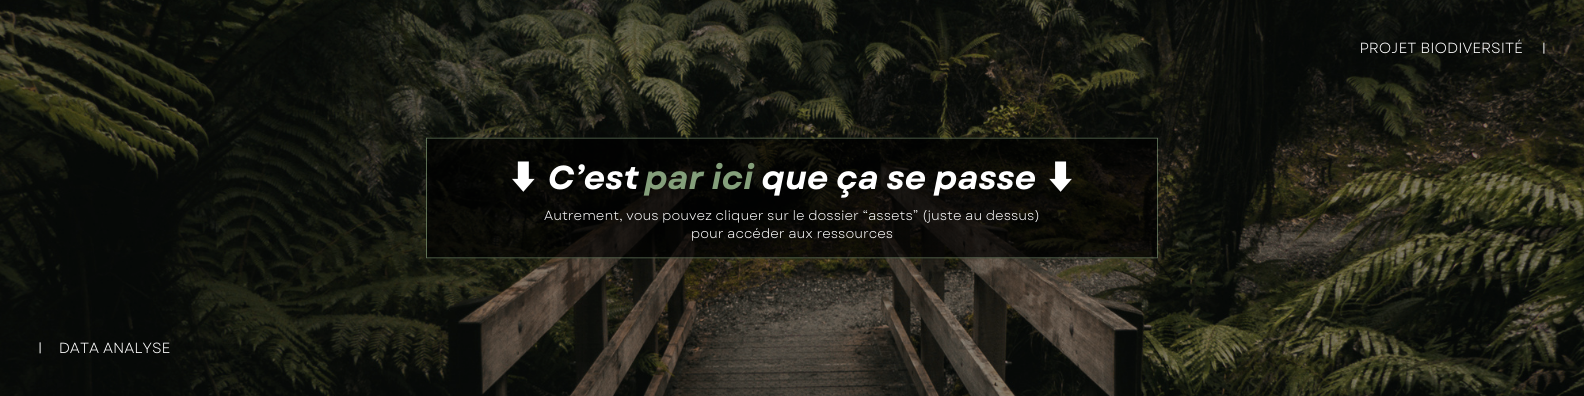 PROJET BIODIVERSITÉ |
⬇ C’est par ici que ça se passe ⬇
Autrement, vous pouvez cliquer sur le dossier “assets” (juste au dessus)
pour accéder aux ressources
| DATA ANALYSE